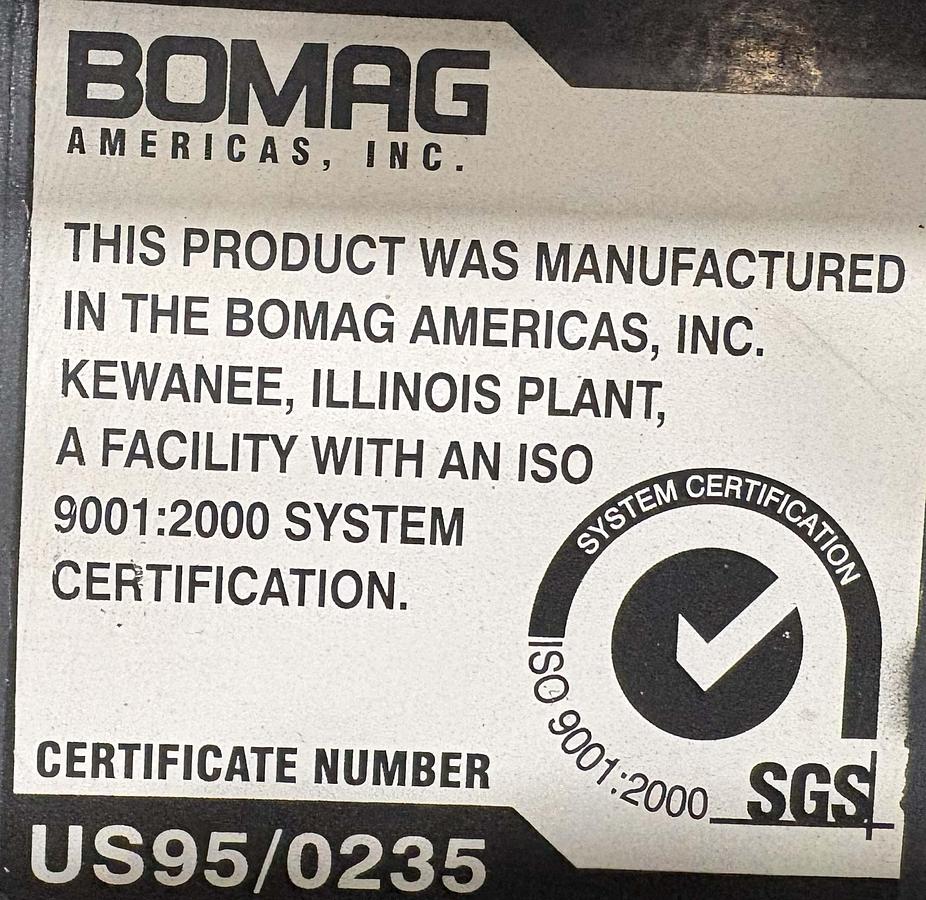 BOMAG
AMERICAS, INC.
THIS PRODUCT WAS MANUFACTURED
IN THE BOMAG AMERICAS, INC.
KEWANEE, ILLINOIS PLANT,
A FACILITY WITH AN ISO
9001:2000 SYSTEM
CERTIFICATION.
SYSTEM CERTIFICATION
ISO 9001:2000
SGS
CERTIFICATE NUMBER
US95/0235